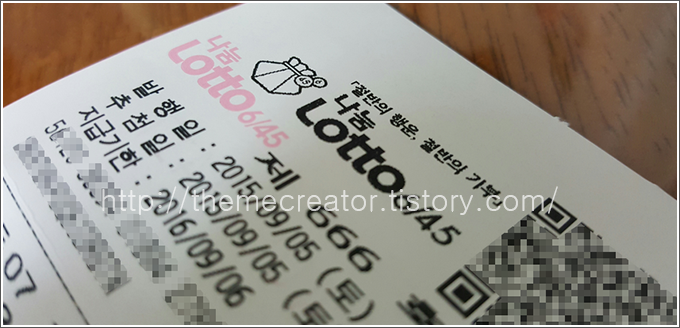 나눔
Lotto 6/45
「절반의 행운, 절반의 기부」
나눔
Lotto 6/45
제 666
발 행 일 : 2015/09/05 (토)
추 첨 일 : 2015/09/05 (토
지급기한 : 2016/09/06
http://themecreator.tistory.com/
07